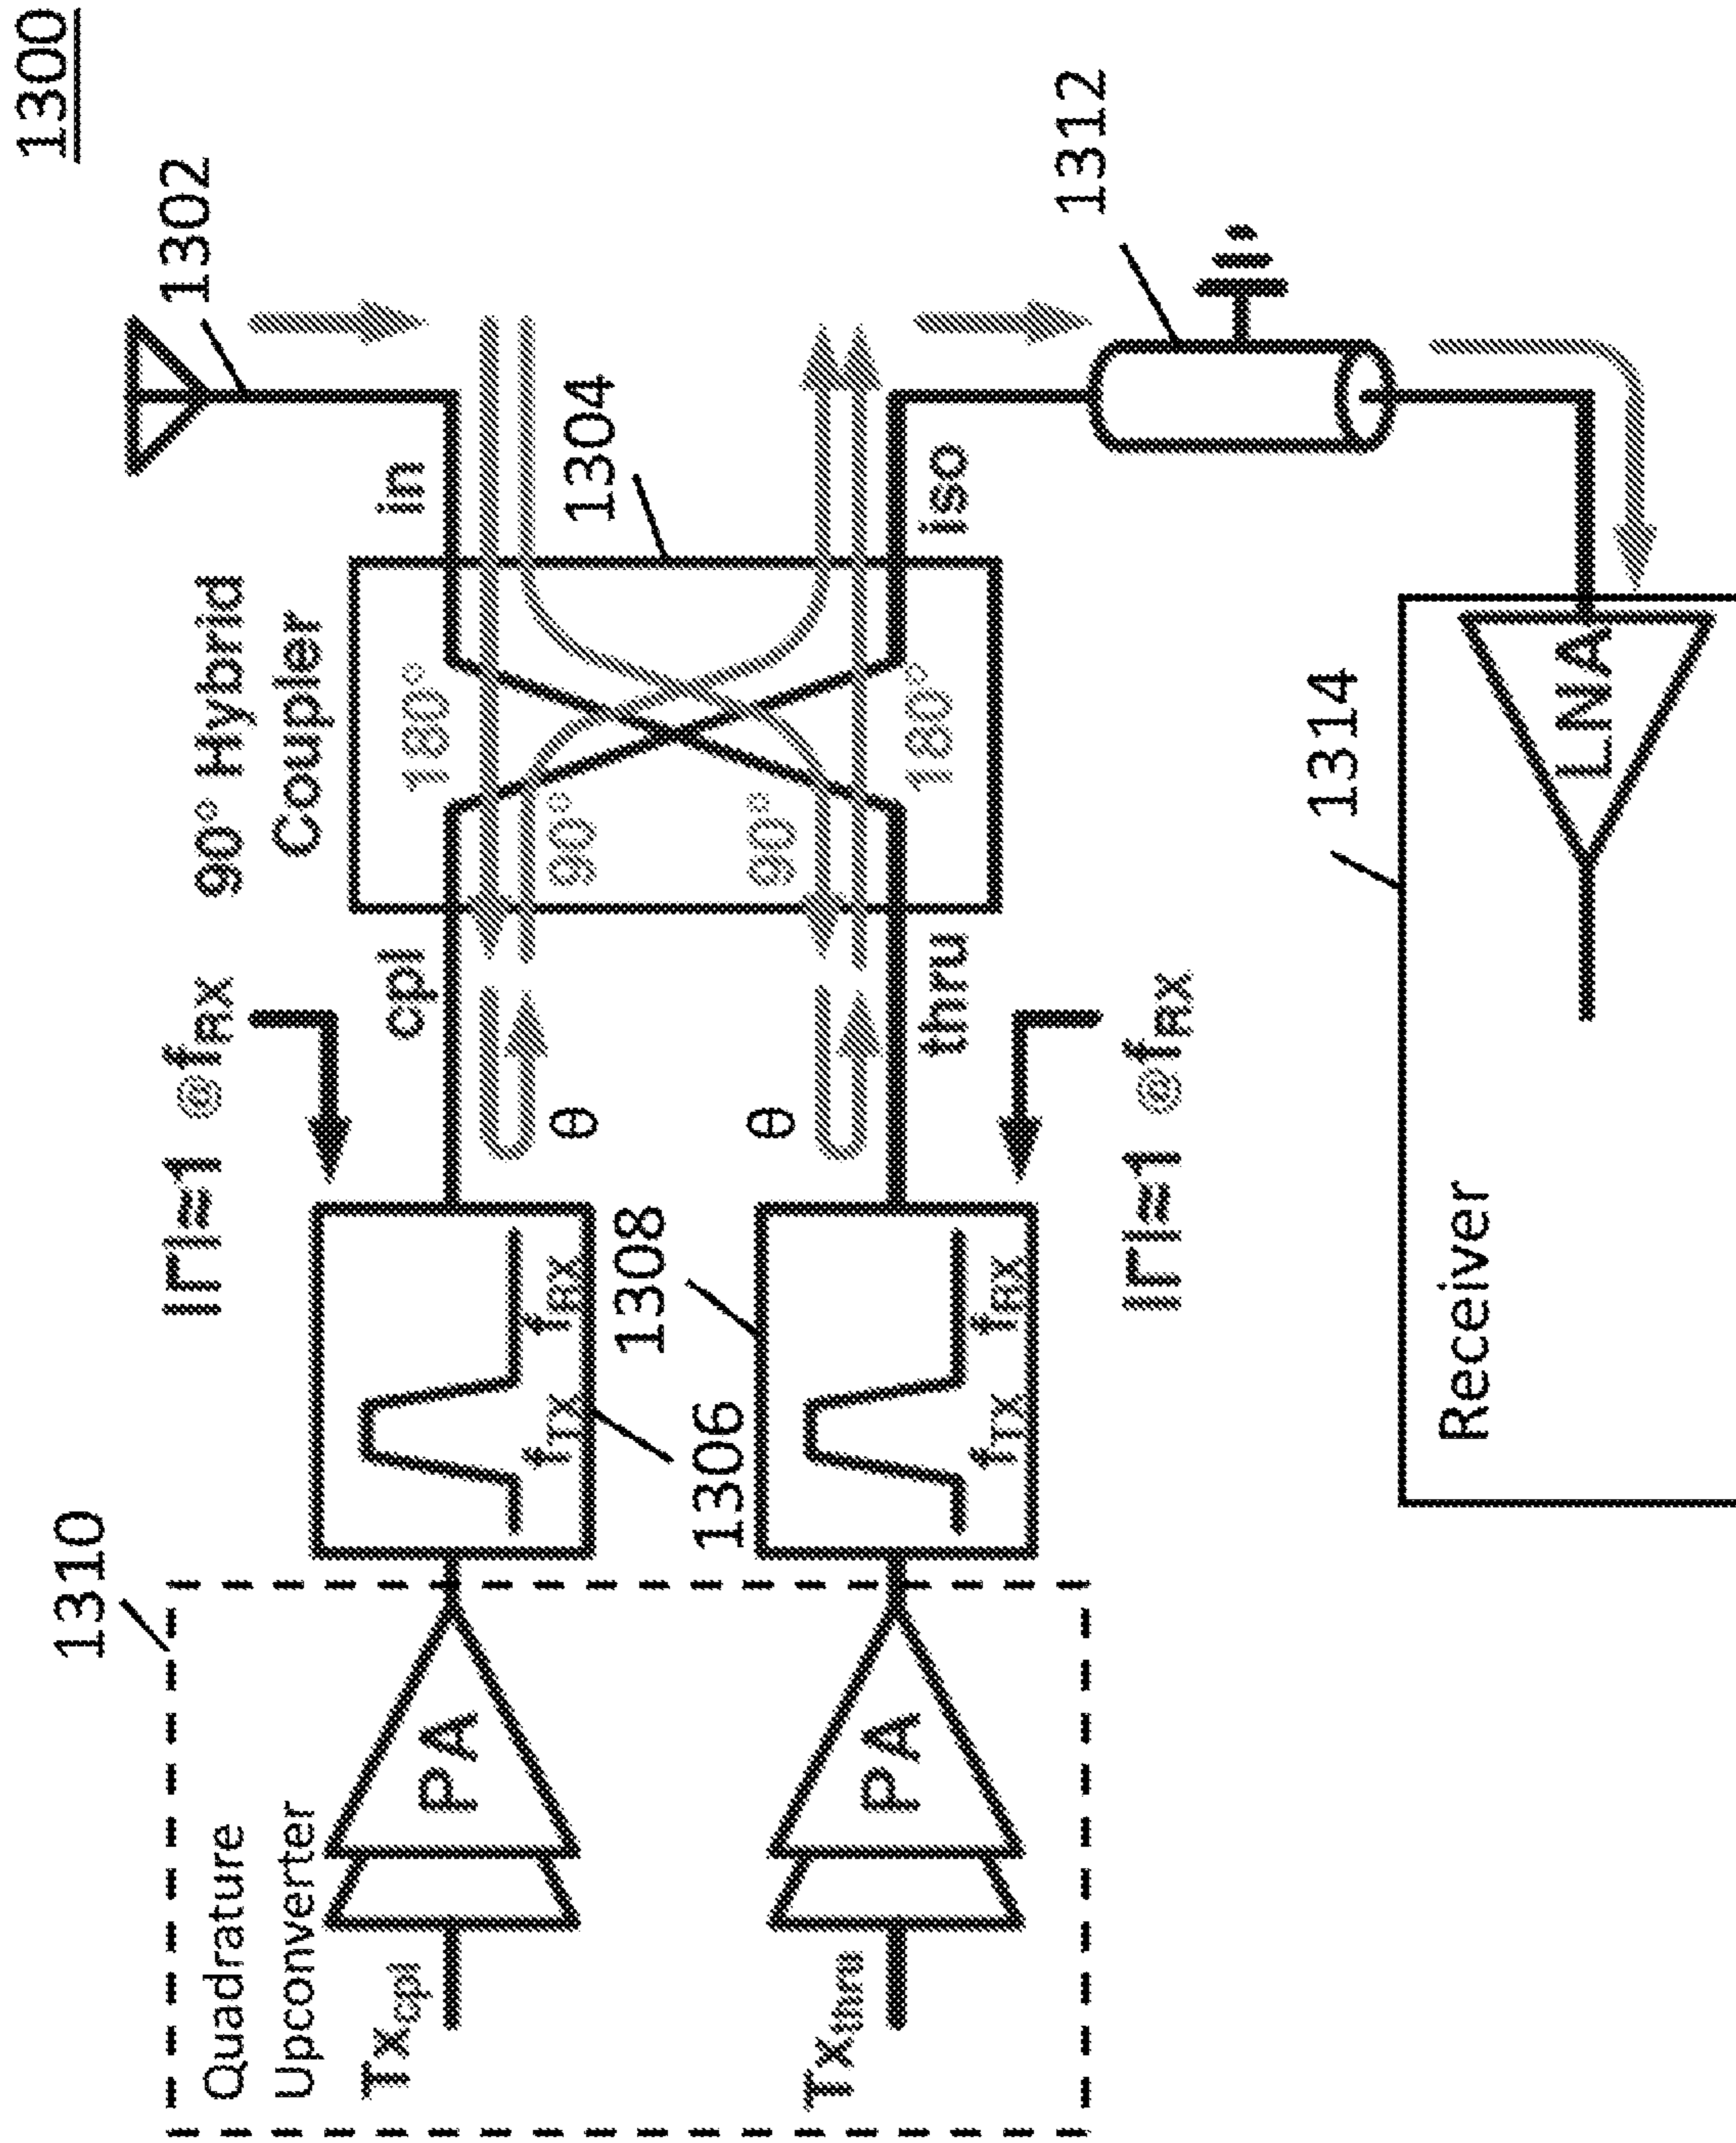 1300
1310
1302
Quadrature
Upconverter
|Γ|≈1 @fRX
90° Hybrid
Coupler
Txcpl
PA
fTX
fRX
cpl
180°
in
1306
1308
θ
90°
1304
Txthru
PA
fTX
fRX
θ
90°
thru
180°
iso
|Γ|≈1 @fRX
1312
1314
Receiver
LNA